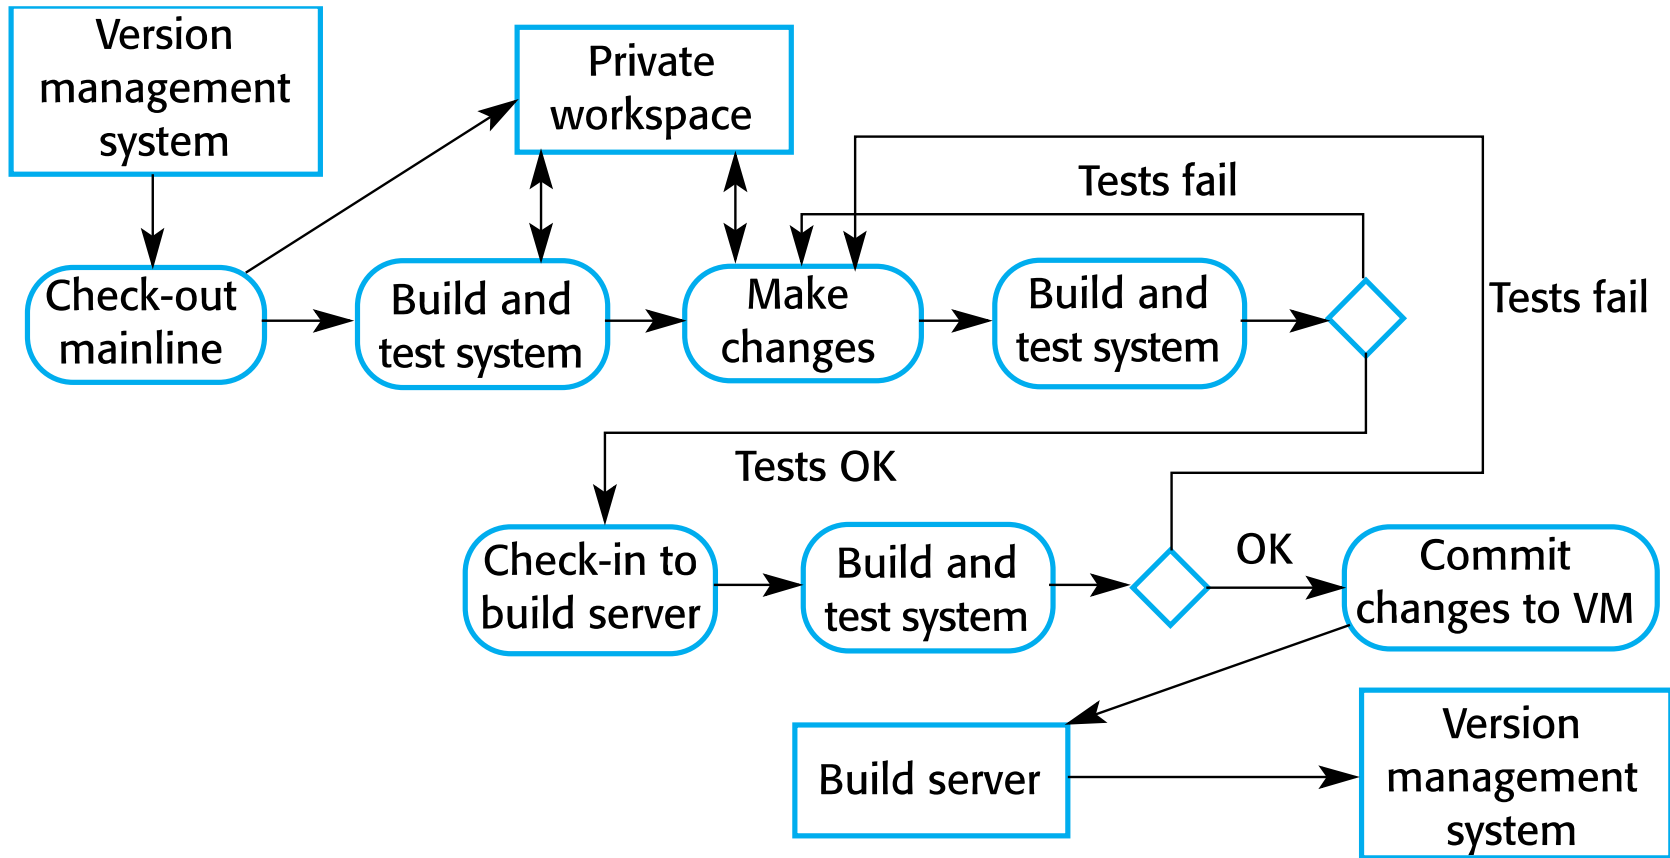 Version
management
system
Private
workspace
Tests fail
Check-out
mainline
Build and
test system
Make
changes
Build and
test system
Tests fail
Tests OK
Check-in to
build server
Build and
test system
OK
Commit
changes to VM
Build server
Version
management
system